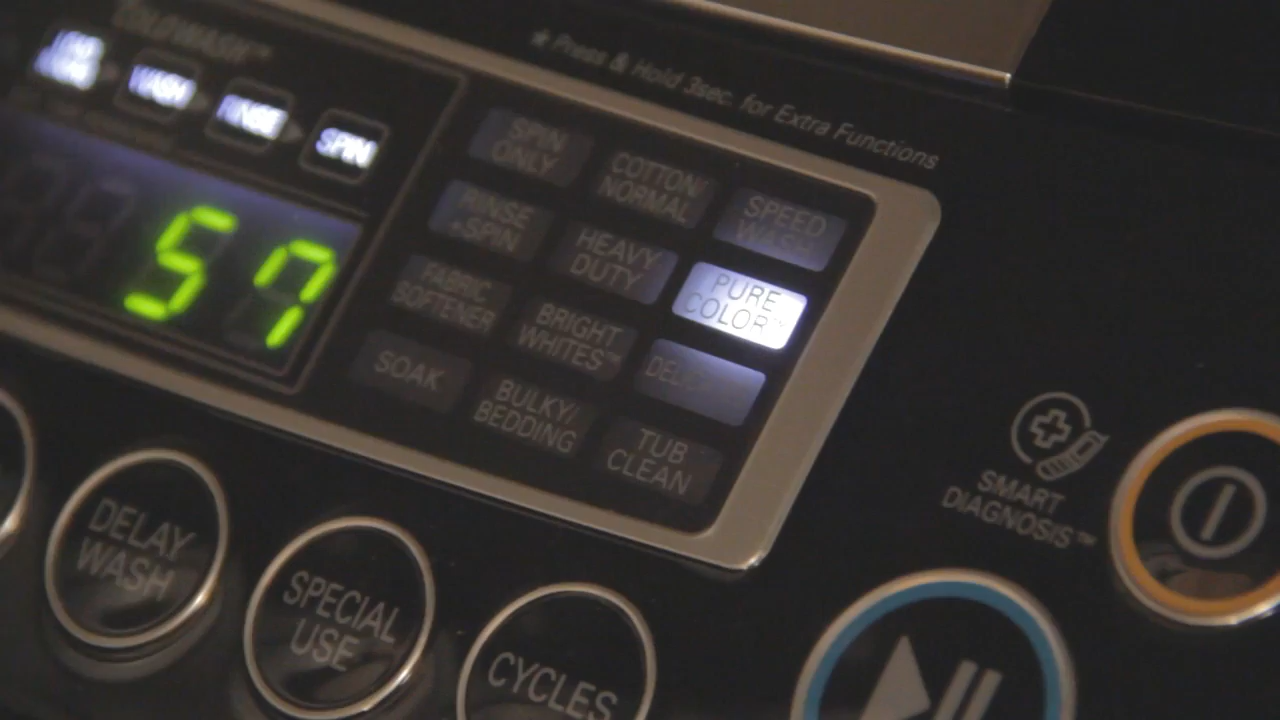 COLDWASH™
★ Press & Hold 3sec. for Extra Functions
WASH
RINSE
SPIN
57
SPIN
ONLY
COTTON/
NORMAL
SPEED
WASH
RINSE
+SPIN
HEAVY
DUTY
PURE
COLOR™
FABRIC
SOFTENER
BRIGHT
WHITES™
SOAK
BULKY/
BEDDING
TUB
CLEAN
DELAY
WASH
SPECIAL
USE
CYCLES
SMART
DIAGNOSIS™